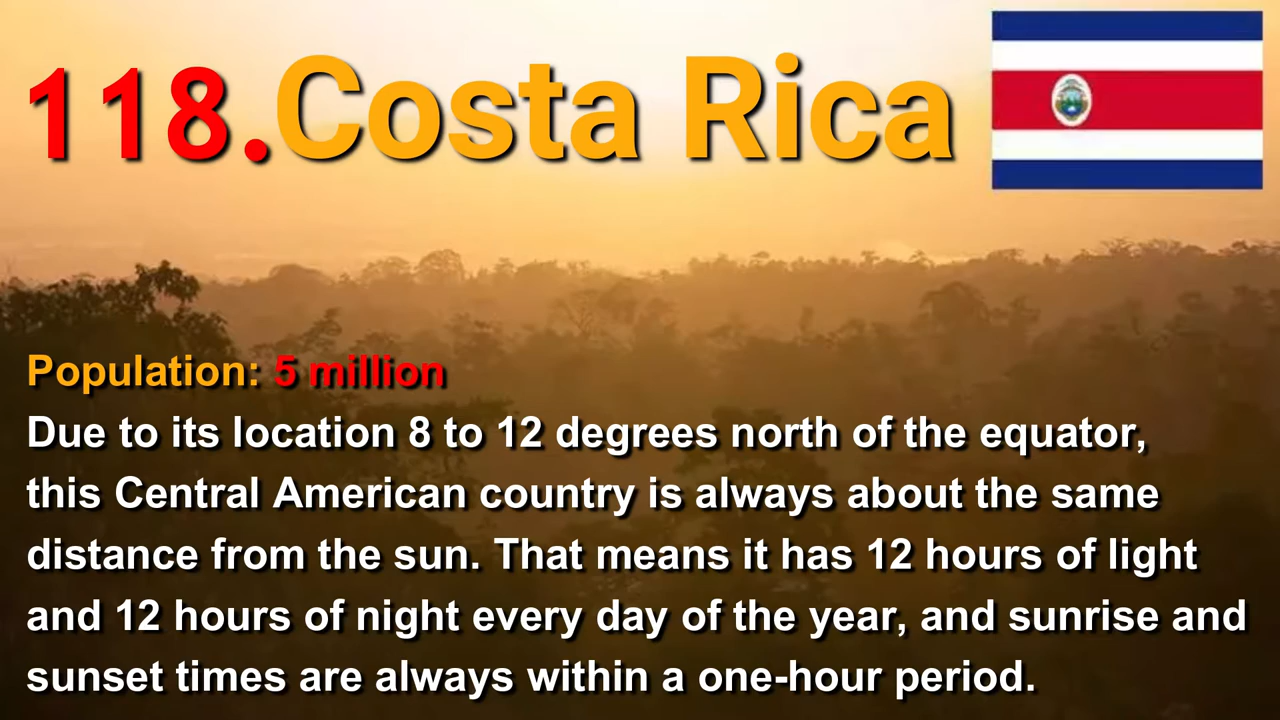 118.Costa Rica
Population: 5 million
Due to its location 8 to 12 degrees north of the equator,
this Central American country is always about the same
distance from the sun. That means it has 12 hours of light
and 12 hours of night every day of the year, and sunrise and
sunset times are always within a one-hour period.